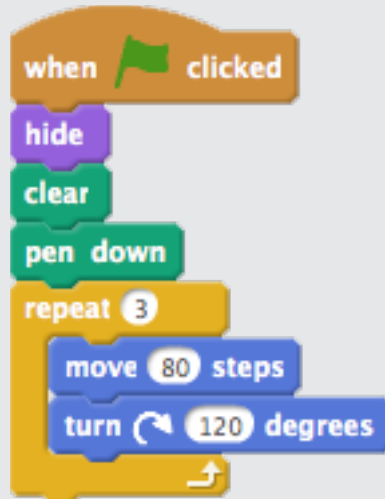 when clicked
hide
clear
pen down
repeat 3
move 80 steps
turn 120 degrees